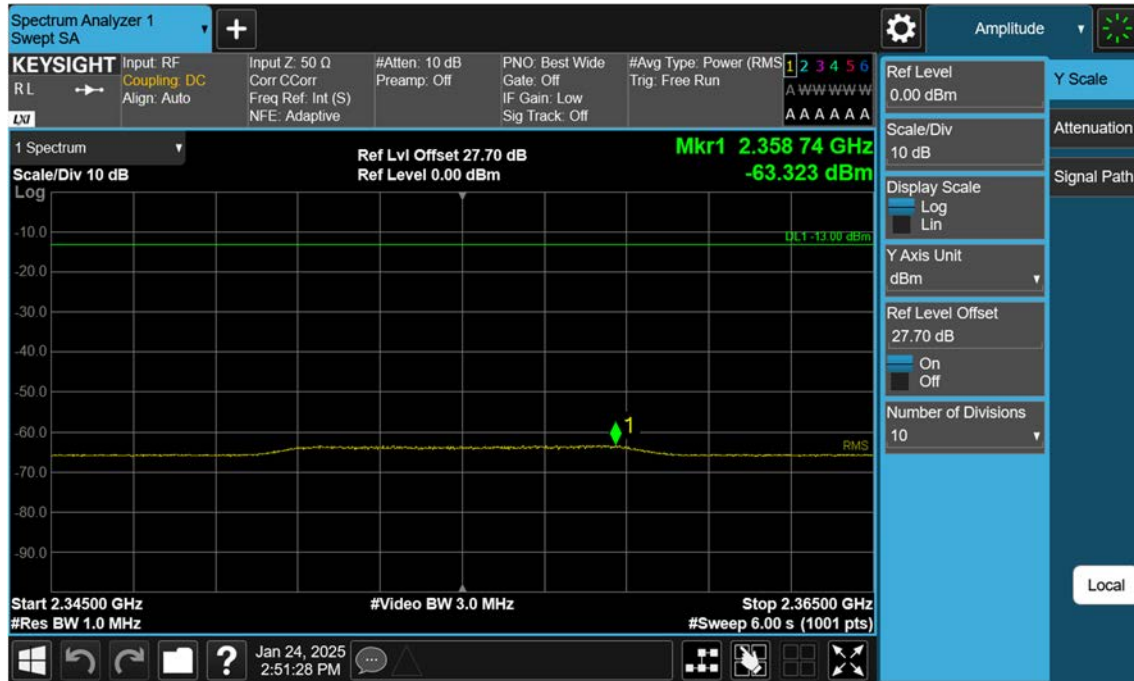 Spectrum Analyzer 1
Swept SA
Amplitude
KEYSIGHT
RL
LXI
Input: RF
Coupling: DC
Align: Auto
Input Z: 50 Ω
Corr CCorr
Freq Ref: Int (S)
NFE: Adaptive
#Atten: 10 dB
Preamp: Off
PNO: Best Wide
Gate: Off
IF Gain: Low
Sig Track: Off
#Avg Type: Power (RMS
Trig: Free Run
1 2 3 4 5 6
A W W W W W
A A A A A A
1 Spectrum
Scale/Div 10 dB
Ref Lvl Offset 27.70 dB
Ref Level 0.00 dBm
Mkr1 2.358 74 GHz
-63.323 dBm
Log
-10.0
DL1 -13.00 dBm
-20.0
-30.0
-40.0
-50.0
-60.0
1
RMS
-70.0
-80.0
-90.0
Start 2.34500 GHz
#Res BW 1.0 MHz
#Video BW 3.0 MHz
Stop 2.36500 GHz
#Sweep 6.00 s (1001 pts)
Ref Level
0.00 dBm
Scale/Div
10 dB
Display Scale
Log
Lin
Y Axis Unit
dBm
Ref Level Offset
27.70 dB
On
Off
Number of Divisions
10
Y Scale
Attenuation
Signal Path
Local
?
Jan 24, 2025
2:51:28 PM